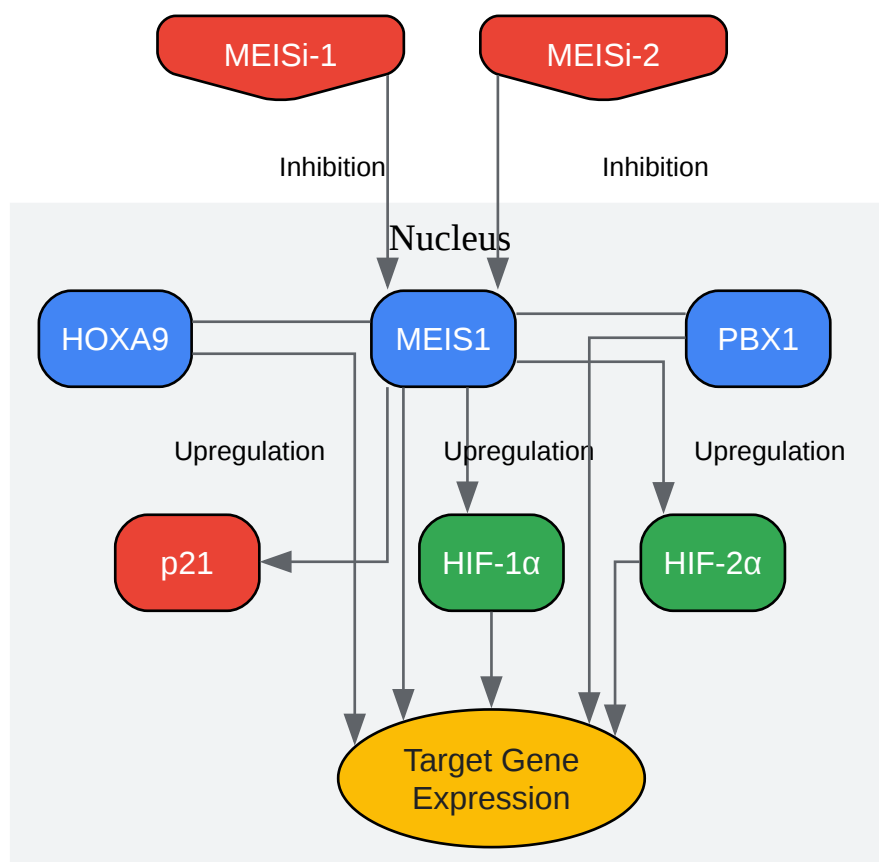 MEISi-1
MEISi-2
Inhibition
Inhibition
Nucleus
HOXA9
MEIS1
PBX1
Upregulation
Upregulation
Upregulation
p21
HIF-1α
HIF-2α
Target Gene
Expression